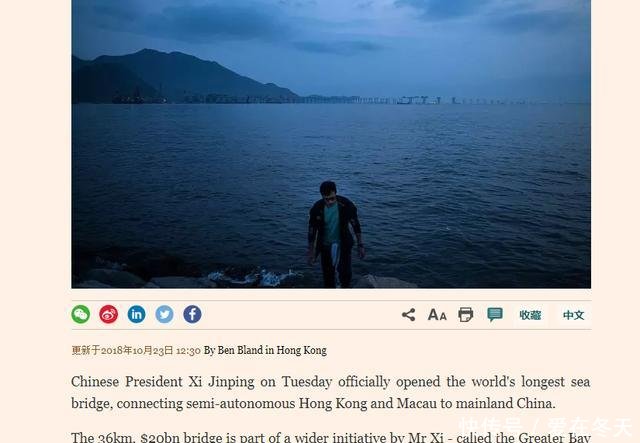 AA
收藏
中文
更新于2018年10月23日 12:30 By Ben Bland in Hong Kong
Chinese President Xi Jinping on Tuesday officially opened the world's longest sea
bridge, connecting semi-autonomous Hong Kong and Macau to mainland China.
The 36km, $20bn bridge is part of a wider initiative by Mr Xi - called the Greater Bay
快传号/爱在冬天